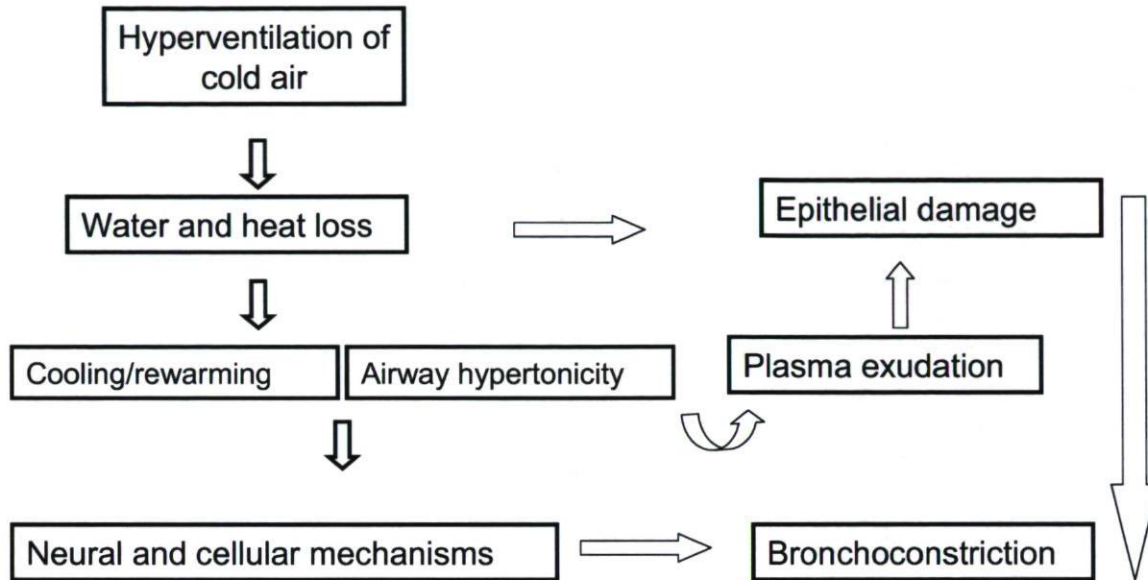 Hyperventilation of
cold air
Water and heat loss
Epithelial damage
Cooling/rewarming
Airway hypertonicity
Plasma exudation
Neural and cellular mechanisms
Bronchoconstriction